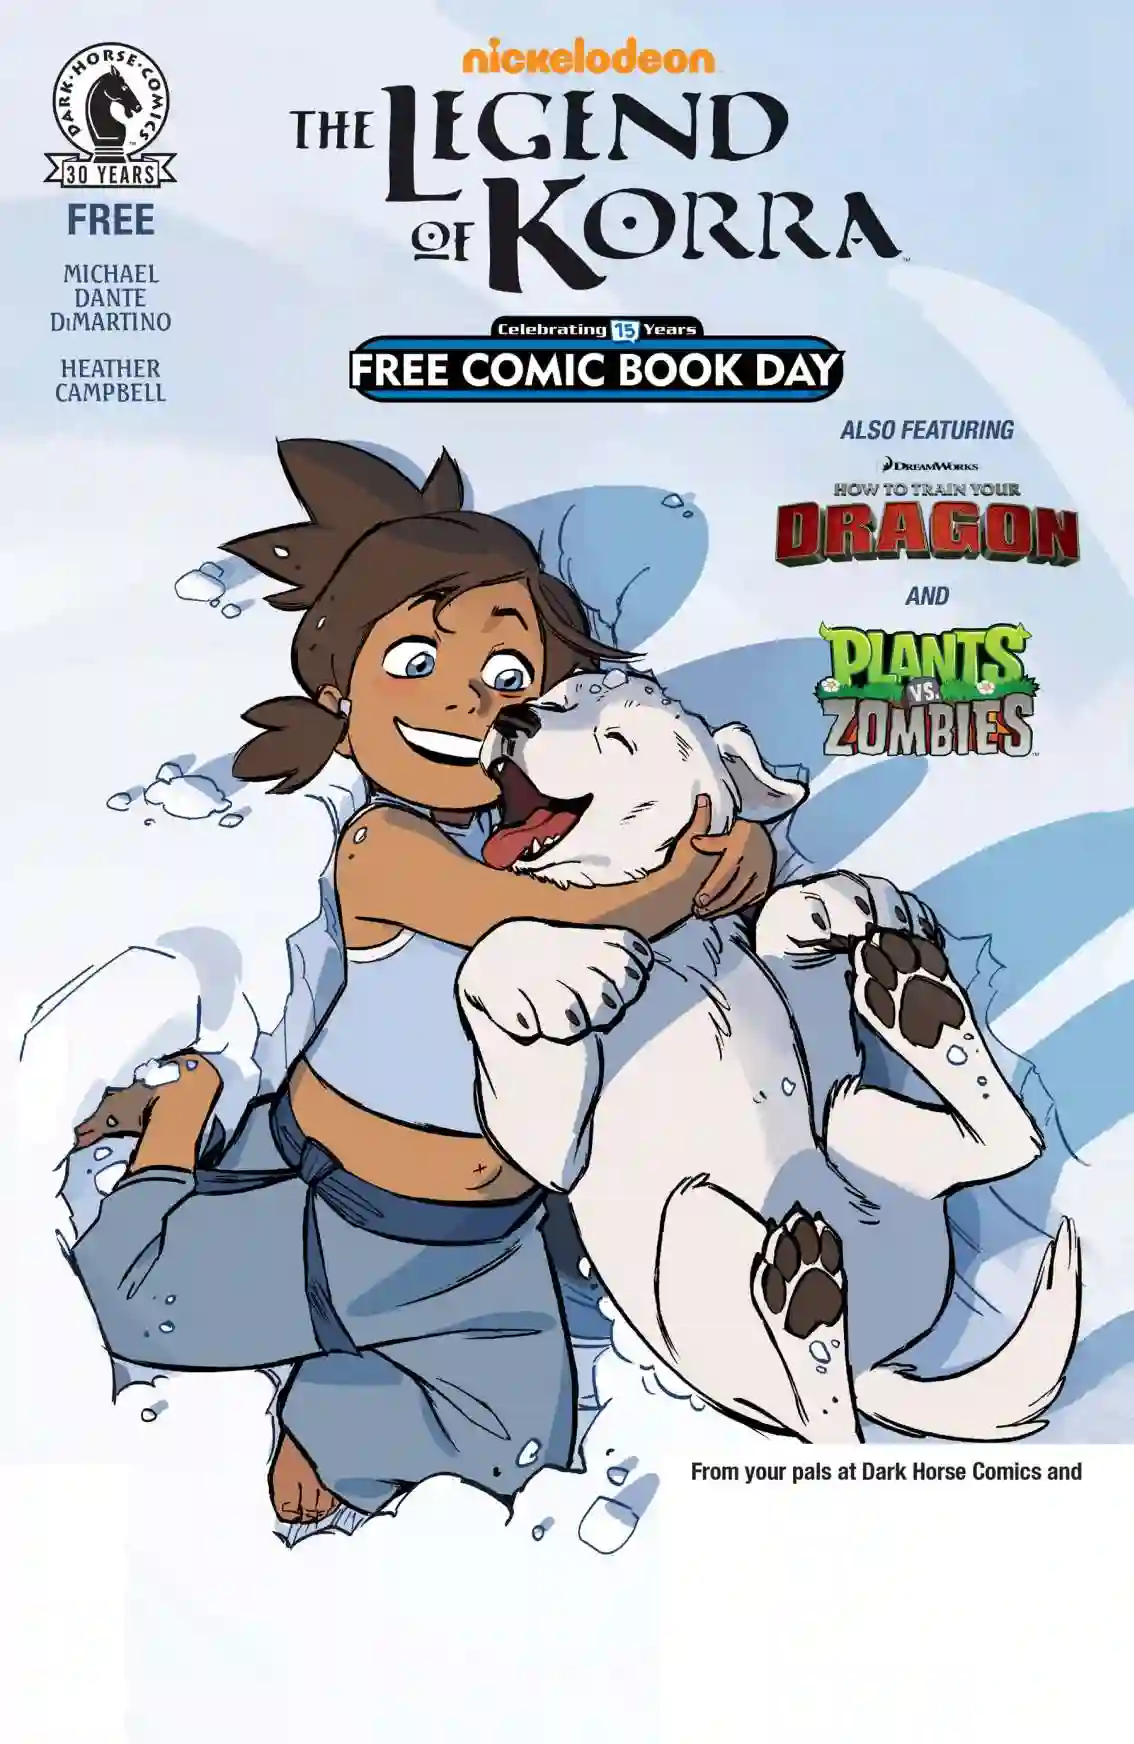 nickelodeon
DARK·HORSE·COMICS
30 YEARS
THE LEGEND
OF KORRA
FREE
MICHAEL
DANTE
DiMARTINO
HEATHER
CAMPBELL
Celebrating 15 Years
FREE COMIC BOOK DAY
ALSO FEATURING
DREAMWORKS
HOW TO TRAIN YOUR
DRAGON
AND
PLANTS
VS.
ZOMBIES
From your pals at Dark Horse Comics and